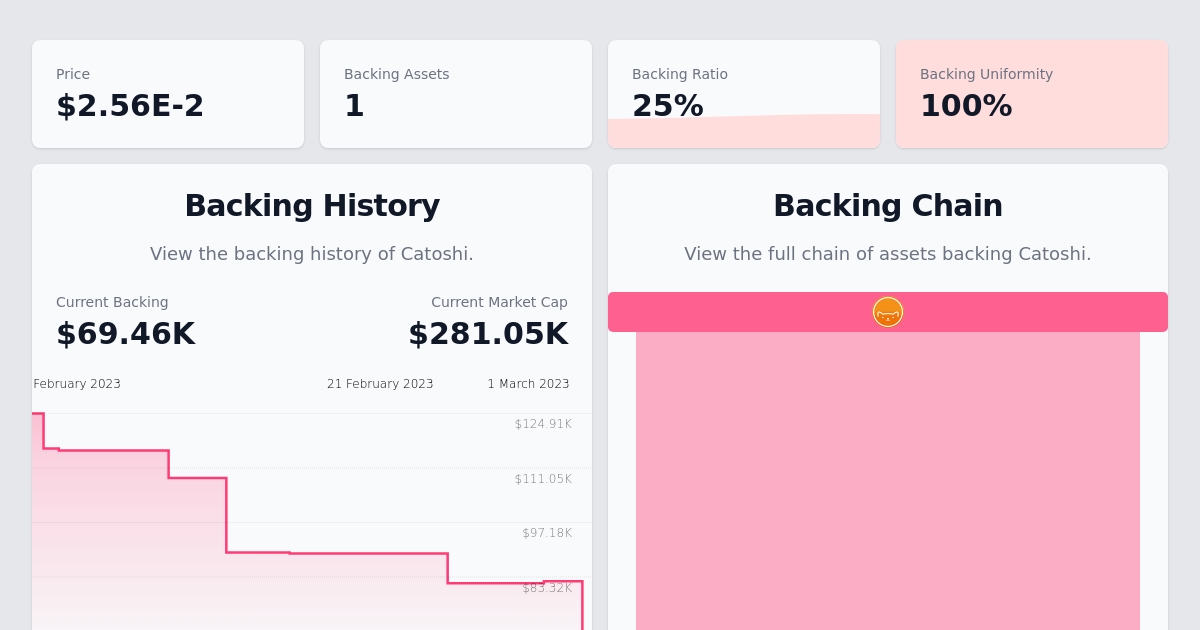 Price
$2.56E-2
Backing Assets
1
Backing Ratio
25%
Backing Uniformity
100%
Backing History
View the backing history of Catoshi.
Current Backing
$69.46K
Current Market Cap
$281.05K
February 2023
21 February 2023
1 March 2023
$124.91K
$111.05K
$97.18K
$83.32K
Backing Chain
View the full chain of assets backing Catoshi.